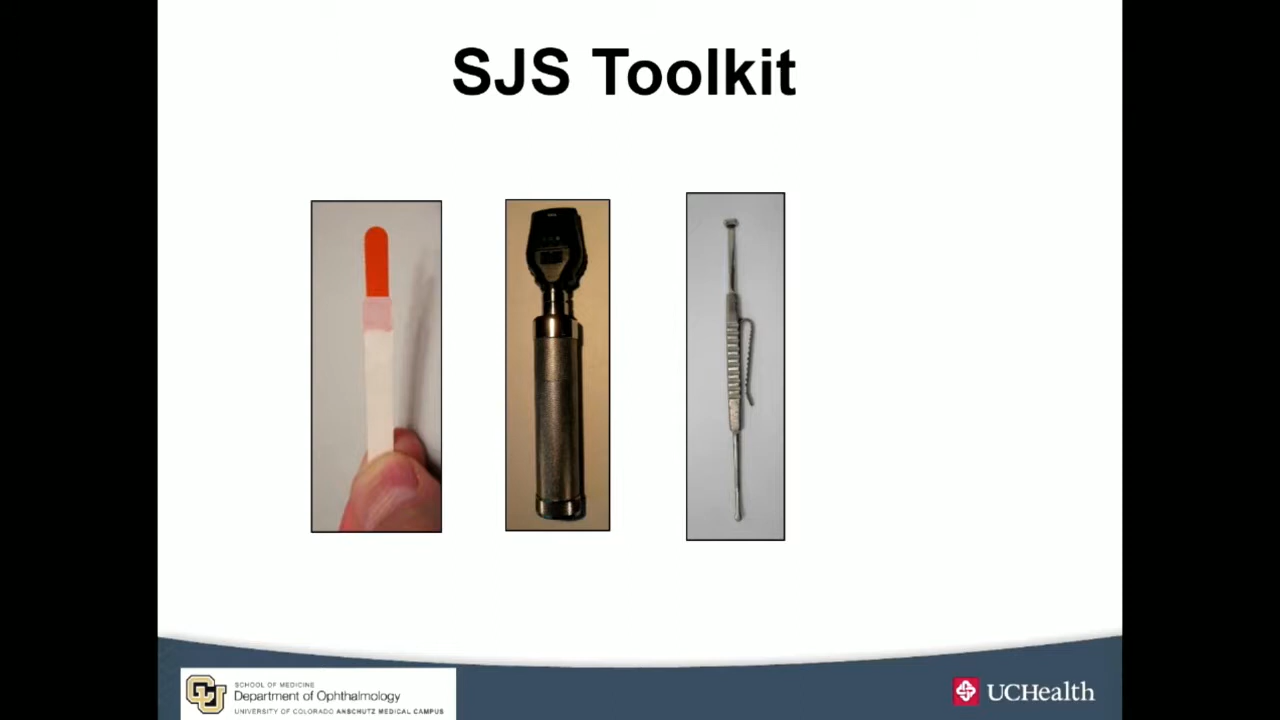 SJS Toolkit
SCHOOL OF MEDICINE
Department of Ophthalmology
UNIVERSITY OF COLORADO ANSCHUTZ MEDICAL CAMPUS
UCHealth